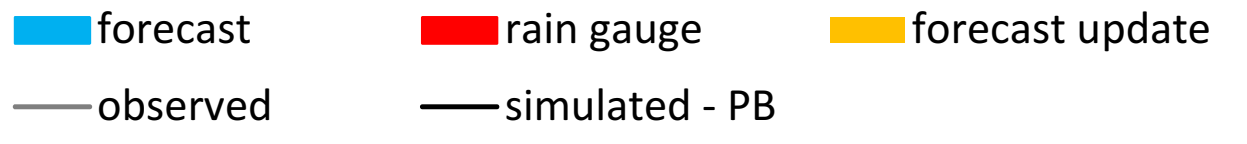 forecast rain gauge forecast update
observed simulated - PB